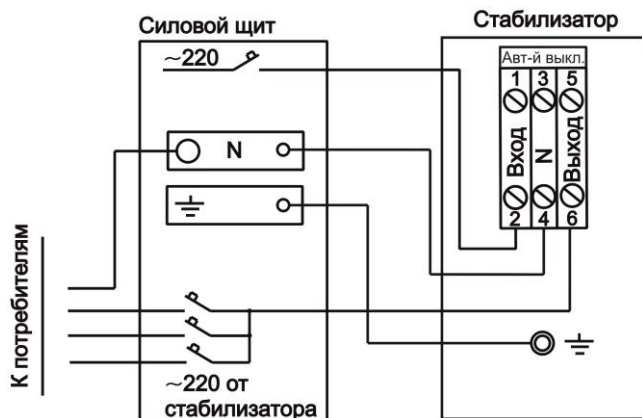 Силовой щит
Стабилизатор
~220
Авт-й выкл.
1 3 5
Вход
N
Выход
2 4 6
N
К потребителям
~220 от
стабилизатора